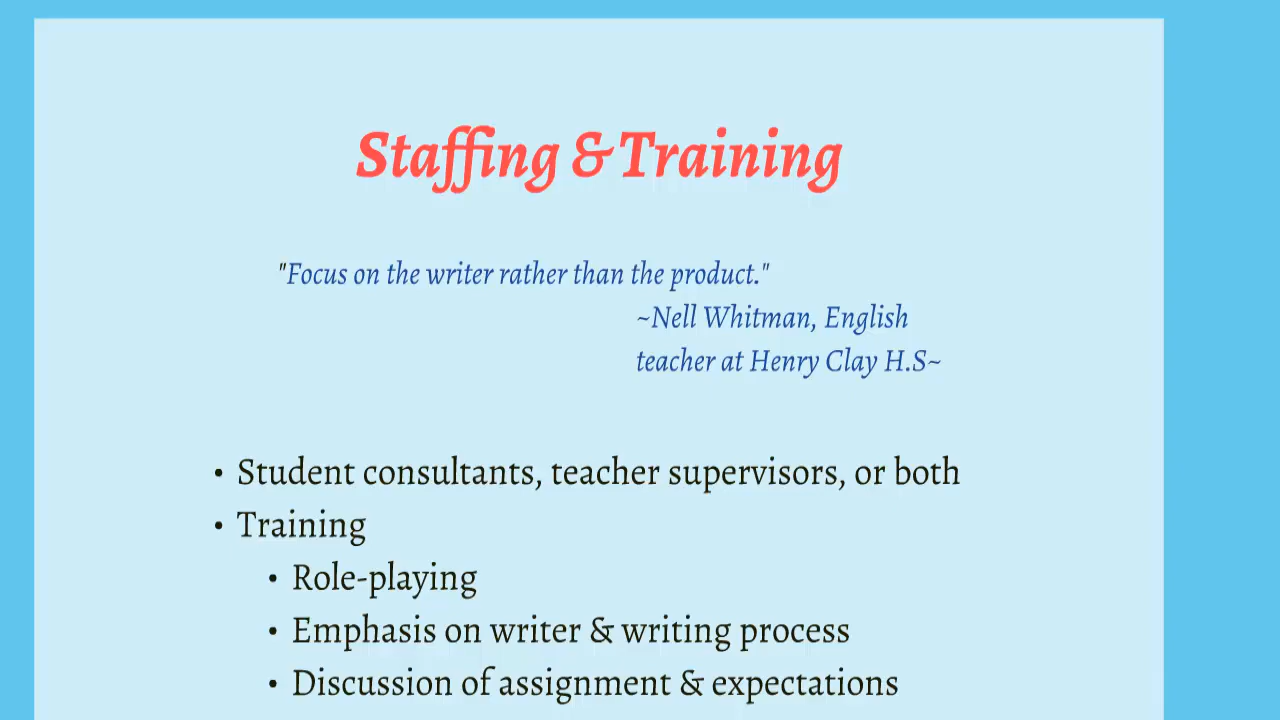 Staffing & Training
"Focus on the writer rather than the product."
~Nell Whitman, English
teacher at Henry Clay H.S~
• Student consultants, teacher supervisors, or both
• Training
• Role-playing
• Emphasis on writer & writing process
• Discussion of assignment & expectations